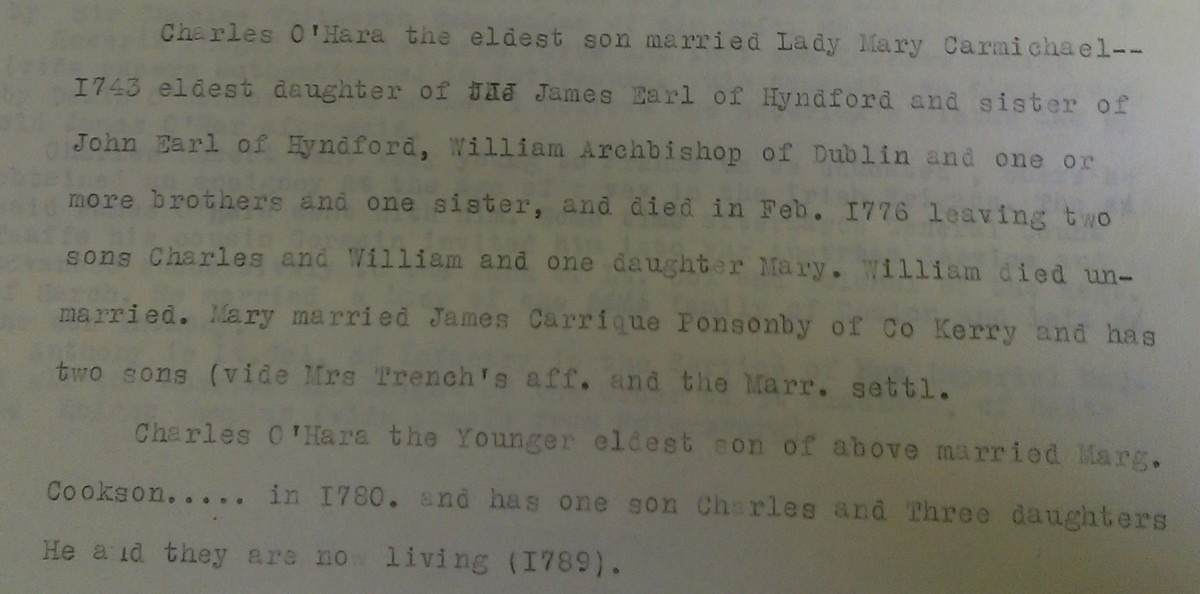 Charles O'Hara the eldest son married Lady Mary Carmichael--
I743 eldest daughter of James Earl of Hyndford and sister of
John Earl of Hyndford, William Archbishop of Dublin and one or
more brothers and one sister, and died in Feb. I776 leaving two
sons Charles and William and one daughter Mary. William died un-
married. Mary married James Carrique Ponsonby of Co Kerry and has
two sons (vide Mrs Trench's aff. and the Marr. settl.
Charles O'Hara the Younger eldest son of above married Marg.
Cookson..... in I780. and has one son Charles and Three daughters
He and they are now living (I789).